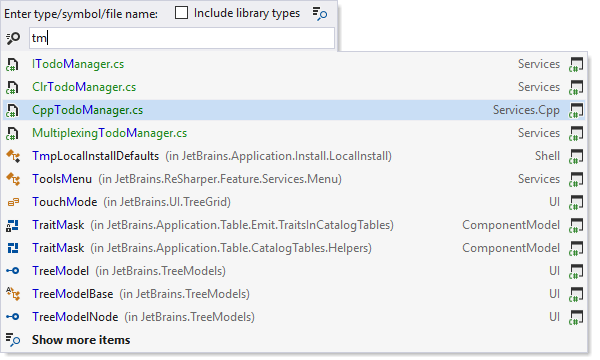 Enter type/symbol/file name: Include library types
tm
ITodoManager.cs Services
ClrTodoManager.cs Services
CppTodoManager.cs Services.Cpp
MultiplexingTodoManager.cs Services
TmpLocalInstallDefaults (in JetBrains.Application.Install.LocalInstall) Shell
ToolsMenu (in JetBrains.ReSharper.Feature.Services.Menu) Services
TouchMode (in JetBrains.UI.TreeGrid) UI
TraitMask (in JetBrains.Application.Table.Emit.TraitsInCatalogTables) ComponentModel
TraitMask (in JetBrains.Application.Table.CatalogTables.Helpers) ComponentModel
TreeModel (in JetBrains.TreeModels) UI
TreeModelBase (in JetBrains.TreeModels) UI
TreeModelNode (in JetBrains.TreeModels) UI
Show more items